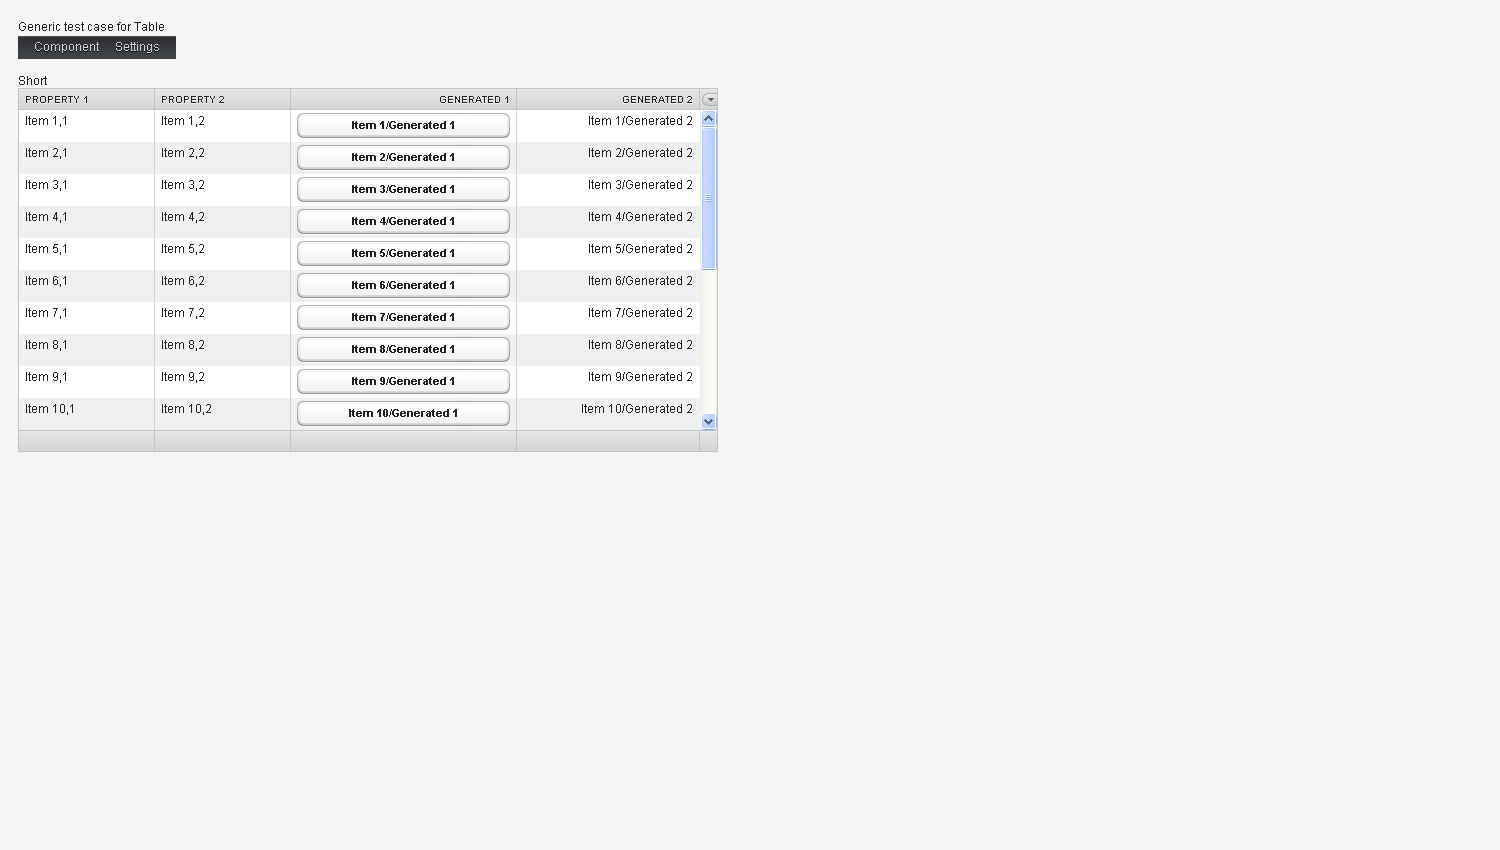 Generic test case for Table
Component Settings
Short
PROPERTY 1 PROPERTY 2 GENERATED 1 GENERATED 2
Item 1,1 Item 1,2 Item 1/Generated 1 Item 1/Generated 2
Item 2,1 Item 2,2 Item 2/Generated 1 Item 2/Generated 2
Item 3,1 Item 3,2 Item 3/Generated 1 Item 3/Generated 2
Item 4,1 Item 4,2 Item 4/Generated 1 Item 4/Generated 2
Item 5,1 Item 5,2 Item 5/Generated 1 Item 5/Generated 2
Item 6,1 Item 6,2 Item 6/Generated 1 Item 6/Generated 2
Item 7,1 Item 7,2 Item 7/Generated 1 Item 7/Generated 2
Item 8,1 Item 8,2 Item 8/Generated 1 Item 8/Generated 2
Item 9,1 Item 9,2 Item 9/Generated 1 Item 9/Generated 2
Item 10,1 Item 10,2 Item 10/Generated 1 Item 10/Generated 2